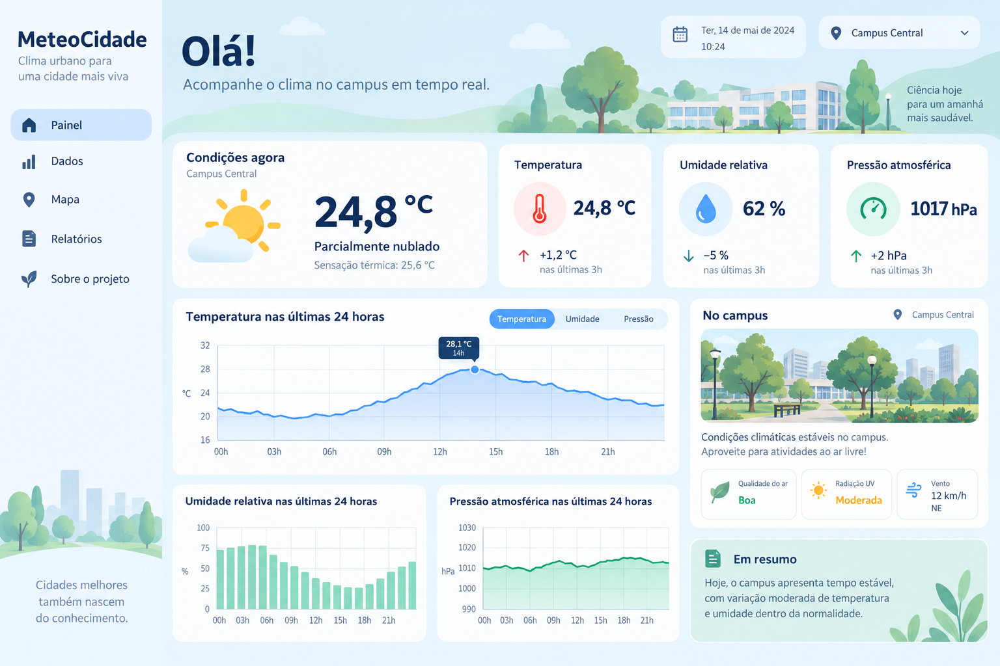 MeteoCidade
Clima urbano para
uma cidade mais viva
Painel
Dados
Mapa
Relatórios
Sobre o projeto
Cidades melhores
também nascem
do conhecimento.
Olá!
Acompanhe o clima no campus em tempo real.
Ter, 14 de mai de 2024
10:24
Campus Central
Ciência hoje
para um amanhá
mais saudável.
Condições agora
Campus Central
24,8 °C
Parcialmente nublado
Sensação térmica: 25,6 °C
Temperatura
24,8 °C
+1,2 °C
nas últimas 3h
Umidade relativa
62 %
−5 %
nas últimas 3h
Pressão atmosférica
1017 hPa
+2 hPa
nas últimas 3h
Temperatura nas últimas 24 horas
Temperatura Umidade Pressão
28,1 °C
14h
°C
32
28
24
20
16
00h 03h 06h 09h 12h 15h 18h 21h
No campus
Campus Central
Condições climáticas estáveis no campus.
Aproveite para atividades ao ar livre!
Qualidade do ar
Boa
Radiação UV
Moderada
Vento
12 km/h
NE
Umidade relativa nas últimas 24 horas
%
100
75
50
25
0
00h 03h 06h 09h 12h 15h 18h 21h
Pressão atmosférica nas últimas 24 horas
hPa
1030
1020
1010
1000
990
00h 03h 06h 09h 12h 15h 18h 21h
Em resumo
Hoje, o campus apresenta tempo estável,
com variação moderada de temperatura
e umidade dentro da normalidade.